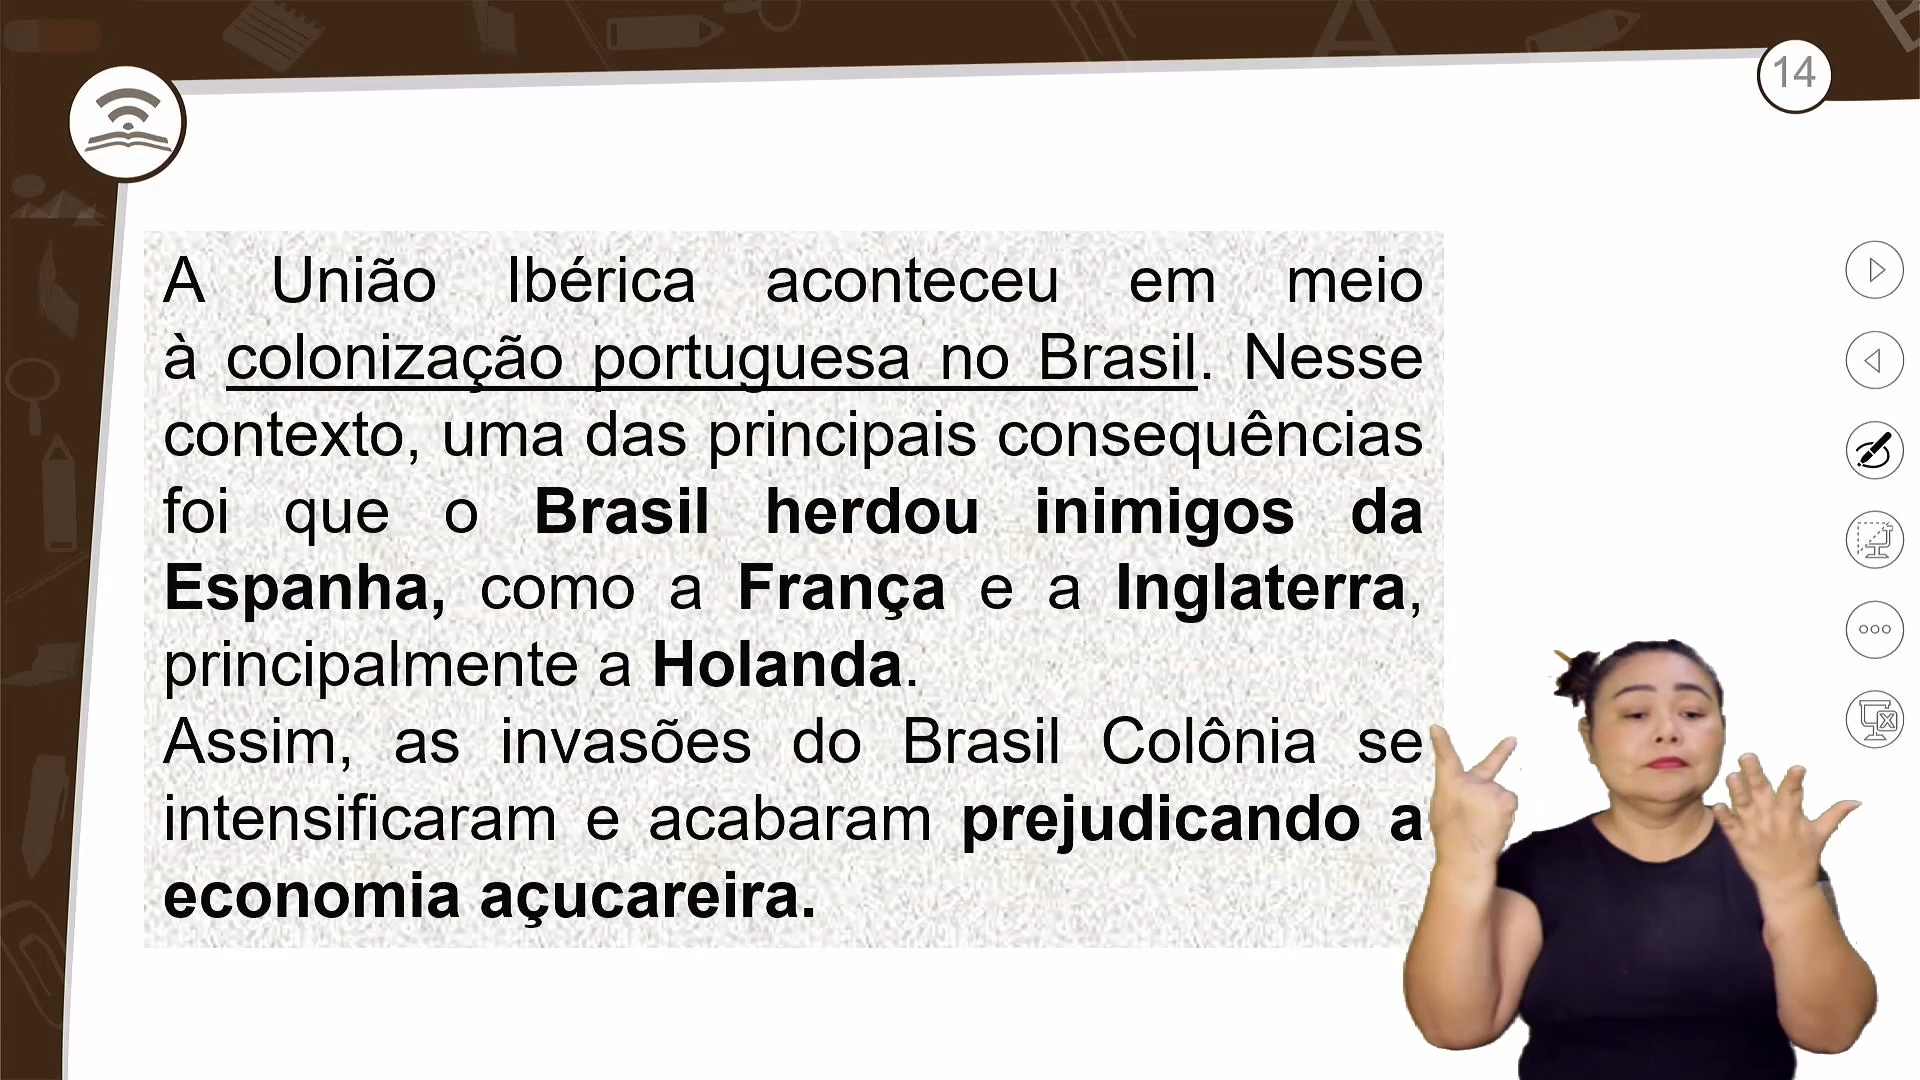 14
A União Ibérica aconteceu em meio
à colonização portuguesa no Brasil. Nesse
contexto, uma das principais consequências
foi que o Brasil herdou inimigos da
Espanha, como a França e a Inglaterra,
principalmente a Holanda.
Assim, as invasões do Brasil Colônia se
intensificaram e acabaram prejudicando a
economia açucareira.